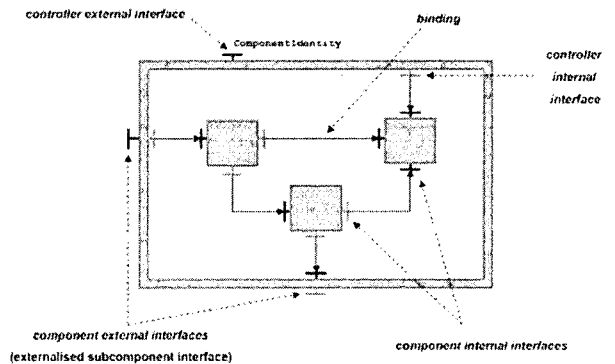 controller external interface
ComponentIdentity
binding
controller
internal
interface
component external interfaces
(externalised subcomponent interface)
component internal interfaces